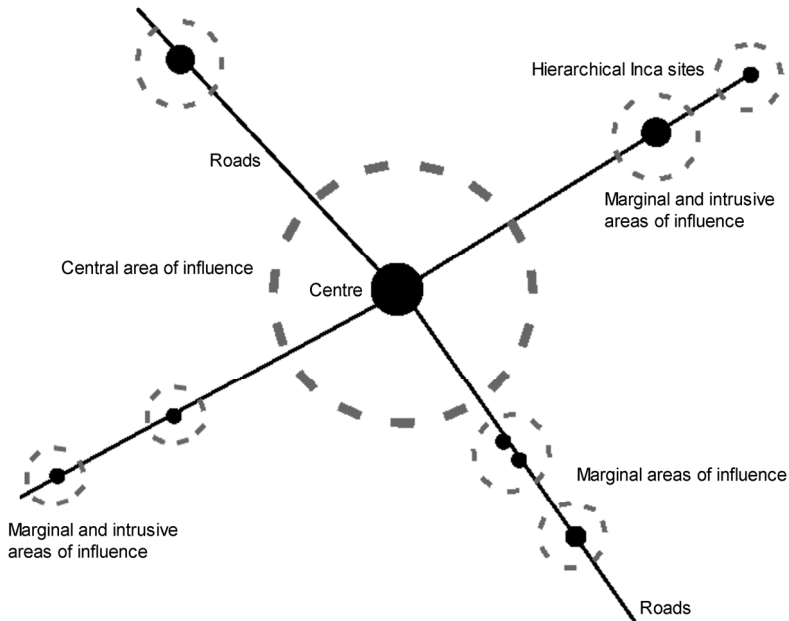 Hierarchical Inca sites
Roads
Marginal and intrusive
areas of influence
Central area of influence
Centre
Marginal areas of influence
Marginal and intrusive
areas of influence
Roads